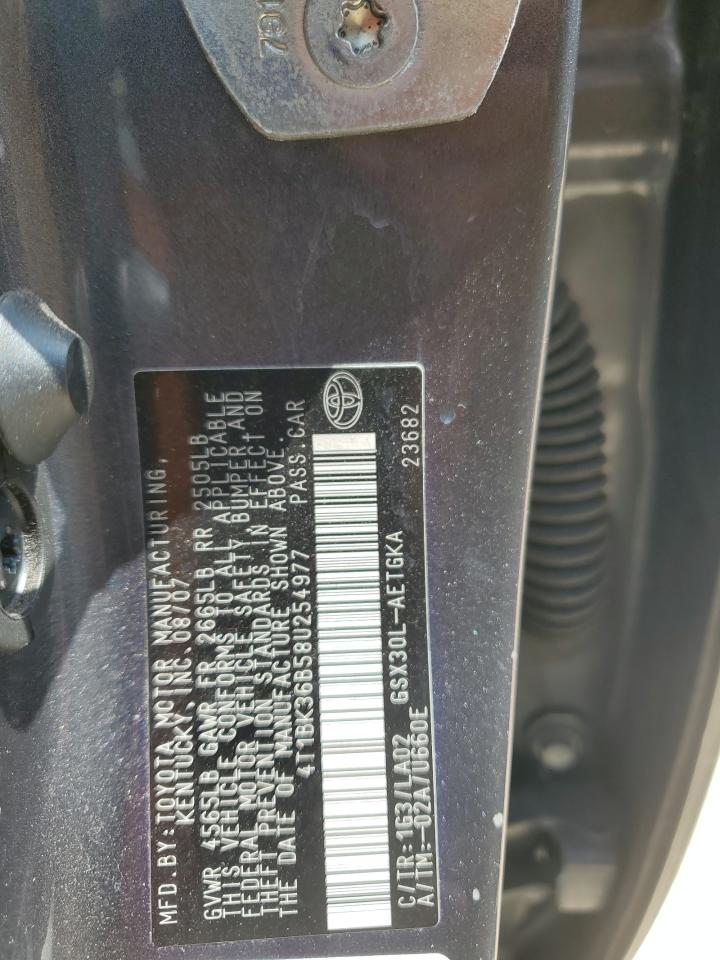 791
MFD.BY:TOYOTA MOTOR MANUFACTURING,
KENTUCKY, INC. 08/07
GVWR 4565LB GAWR FR 2665LB RR 2505LB
THIS VEHICLE CONFORMS TO ALL APPLICABLE
FEDERAL MOTOR VEHICLE SAFETY, BUMPER AND
THEFT PREVENTION STANDARDS IN EFFECT ON
THE DATE OF MANUFACTURE SHOWN ABOVE.
4T1BK36B58U254977 PASS.CAR
C/TR:1G3/LA02 GSX30L-AETGKA 23682
A/TM:-02A/U660E